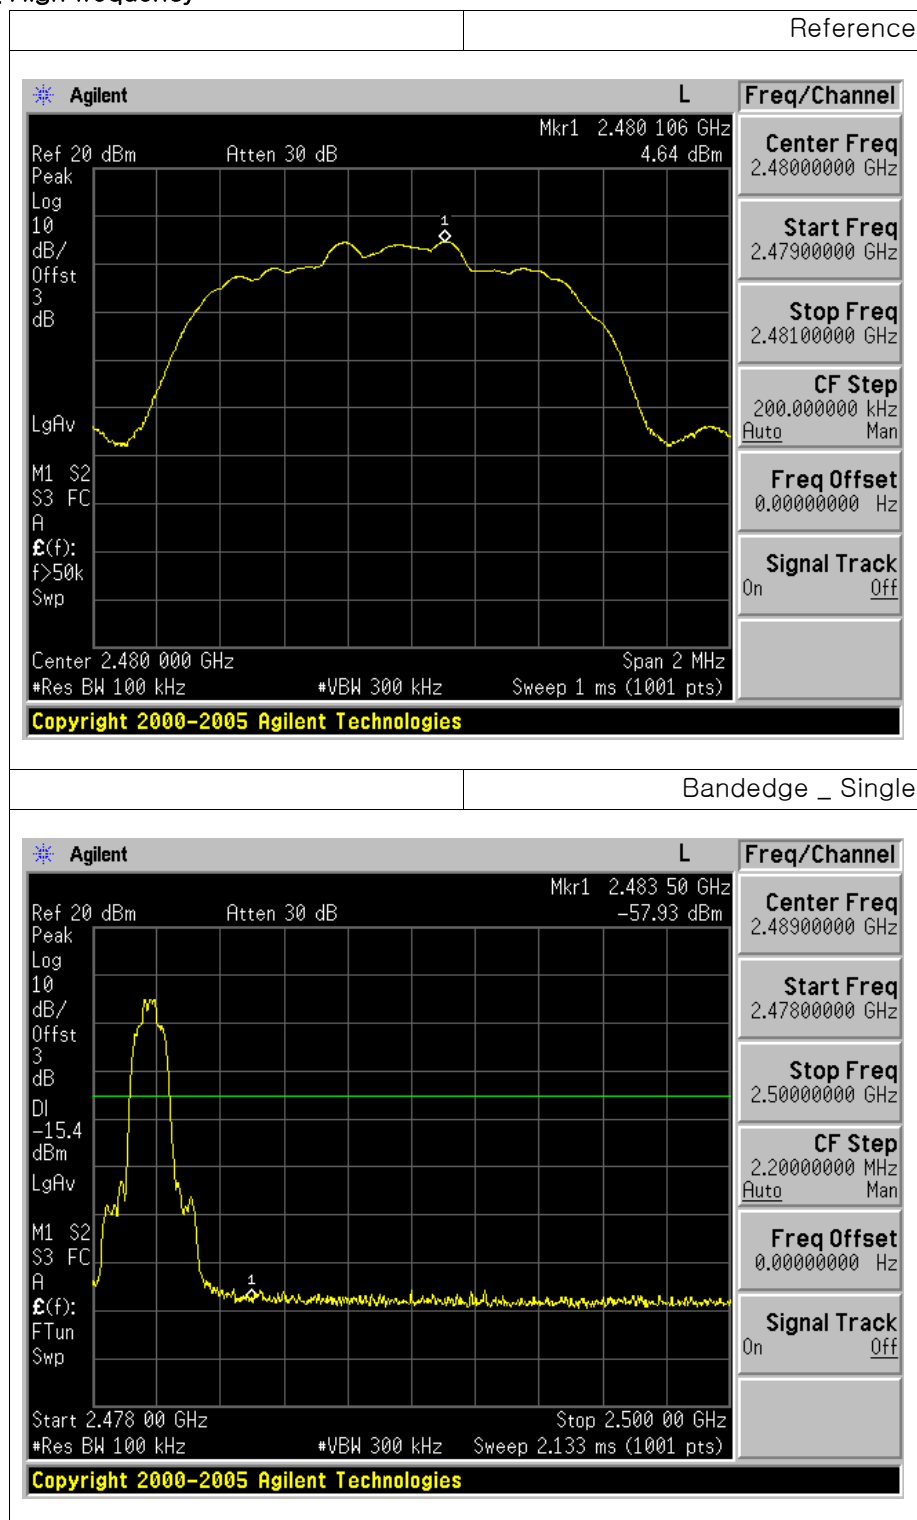 High frequency
Reference
Agilent L Freq/Channel
Mkr1 2.480 106 GHz
Ref 20 dBm Atten 30 dB 4.64 dBm
Peak
Log
10
dB/
Offst
3
dB
LgAv
M1 S2
S3 FC
A
£(f):
f>50k
Swp
1
Center 2.480 000 GHz Span 2 MHz
#Res BW 100 kHz #VBW 300 kHz Sweep 1 ms (1001 pts)
Center Freq
2.48000000 GHz
Start Freq
2.47900000 GHz
Stop Freq
2.48100000 GHz
CF Step
200.000000 kHz
Auto Man
Freq Offset
0.00000000 Hz
Signal Track
On Off
Copyright 2000-2005 Agilent Technologies
Bandedge _ Single
Agilent L Freq/Channel
Mkr1 2.483 50 GHz
Ref 20 dBm Atten 30 dB -57.93 dBm
Peak
Log
10
dB/
Offst
3
dB
DI
-15.4
dBm
LgAv
M1 S2
S3 FC
A
£(f):
FTun
Swp
1
Start 2.478 00 GHz Stop 2.500 00 GHz
#Res BW 100 kHz #VBW 300 kHz Sweep 2.133 ms (1001 pts)
Center Freq
2.48900000 GHz
Start Freq
2.47800000 GHz
Stop Freq
2.50000000 GHz
CF Step
2.20000000 MHz
Auto Man
Freq Offset
0.00000000 Hz
Signal Track
On Off
Copyright 2000-2005 Agilent Technologies